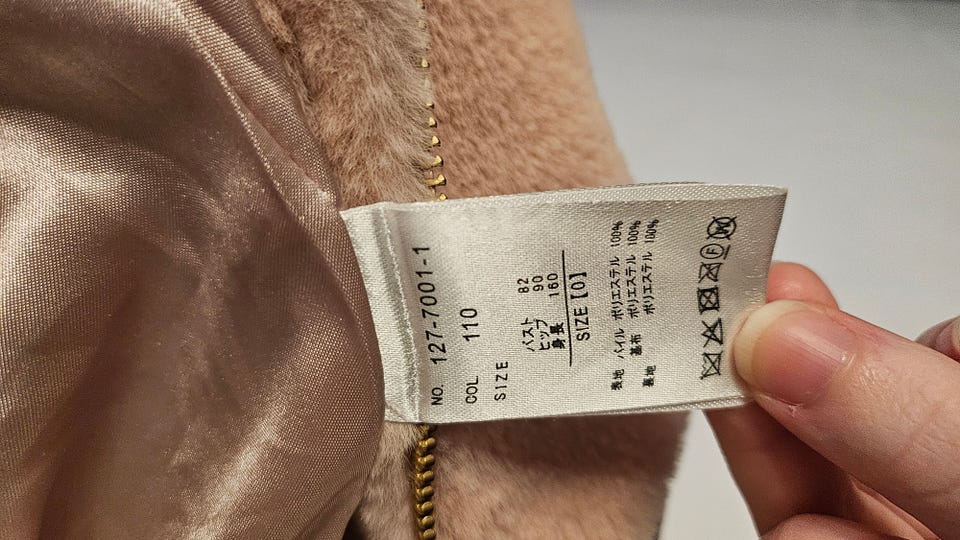 NO. 127-7001-1
COL 110
SIZE
バスト 82
ヒップ 90
身長 160
SIZE【0】
表地 パイル ポリエステル 100%
基布 ポリエステル 100%
裏地 ポリエステル 100%
F
W